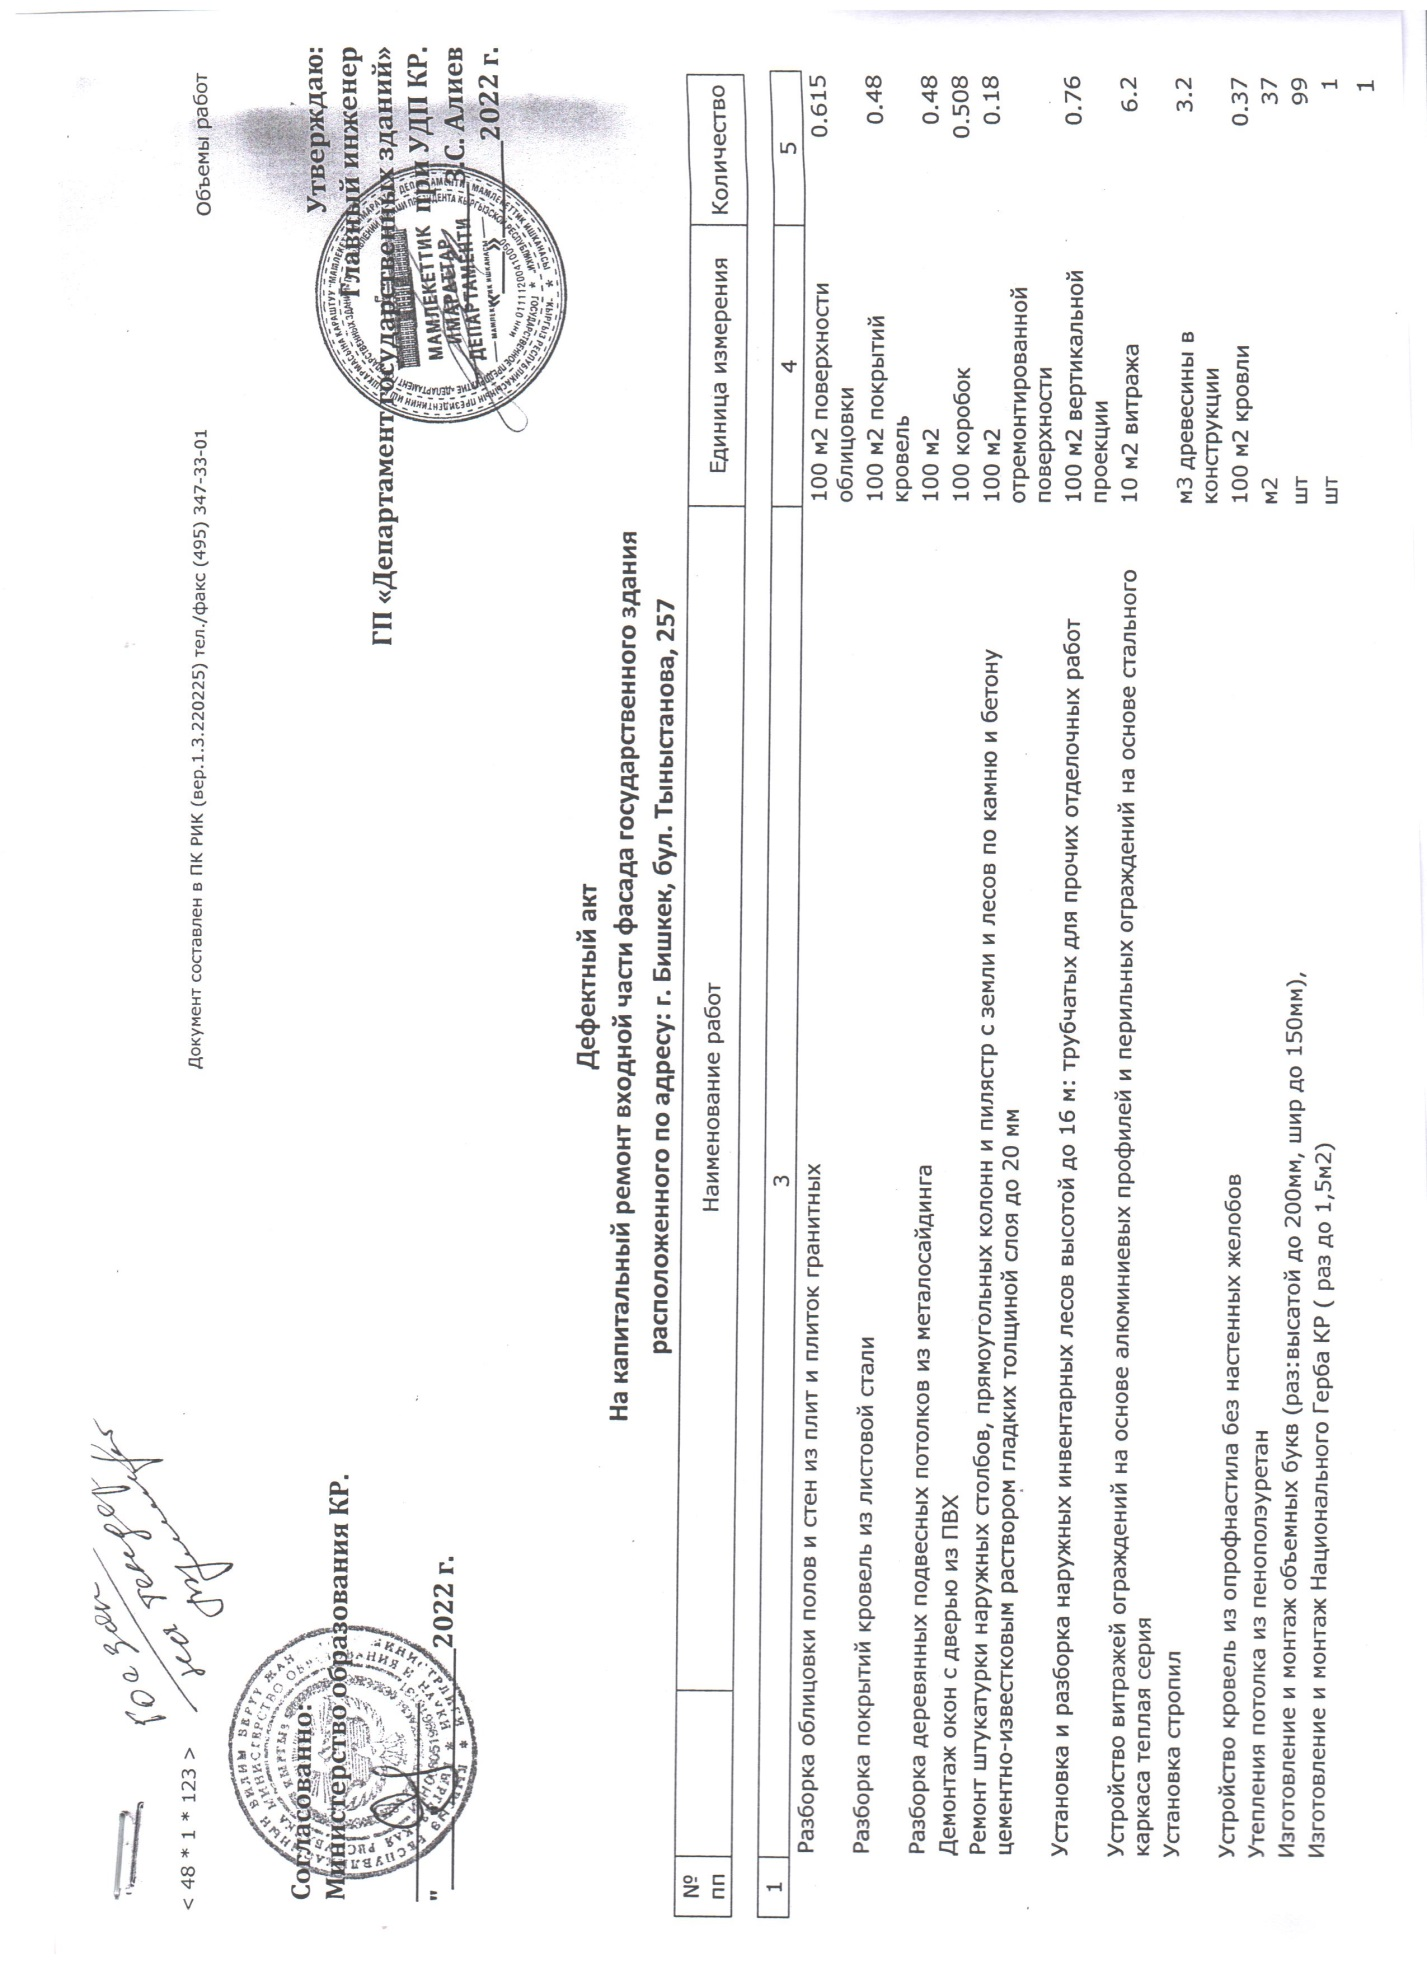 < 48 * 1 * 123 >
Документ составлен в ПК РИК (вер.1.3.220225) тел./факс (495) 347-33-01
Объемы работ
Согласованно:
Министерство образования КР.
"
2022 г.
Утверждаю:
Главный инженер
ГП «Департамент государственных зданий»
при УДП КР.
З.С. Алиев
« » 2022 г.
МАМЛЕКЕТТИК
ИМАРАТТАР
ДЕПАРТАМЕНТИ
Дефектный акт
На капитальный ремонт входной части фасада государственного здания
расположенного по адресу: г. Бишкек, бул. Тыныстанова, 257
№ пп Наименование работ Единица измерения Количество
1 3 4 5
Разборка облицовки полов и стен из плит и плиток гранитных 100 м2 поверхности 0.615
облицовки
Разборка покрытий кровель из листовой стали 100 м2 покрытий 0.48
кровель
Разборка деревянных подвесных потолков из металосайдинга 100 м2 0.48
Демонтаж окон с дверью из ПВХ 100 коробок 0.508
Ремонт штукатурки наружных столбов, прямоугольных колонн и пилястр с земли и лесов по камню и бетону 100 м2 0.18
цементно-известковым раствором гладких толщиной слоя до 20 мм отремонтированной
поверхности
Установка и разборка наружных инвентарных лесов высотой до 16 м: трубчатых для прочих отделочных работ 100 м2 вертикальной 0.76
проекции
Устройство витражей ограждений на основе алюминиевых профилей и перильных ограждений на основе стального 10 м2 витража 6.2
каркаса теплая серия
Установка стропил м3 древесины в 3.2
конструкции
Устройство кровель из опрофнастила без настенных желобов 100 м2 кровли 0.37
Утепления потолка из пенополэуретан м2 37
Изготовление и монтаж объемных букв (раз:высатой до 200мм, шир до 150мм), шт 99
Изготовление и монтаж Национального Герба КР ( раз до 1,5м2) шт 1
1